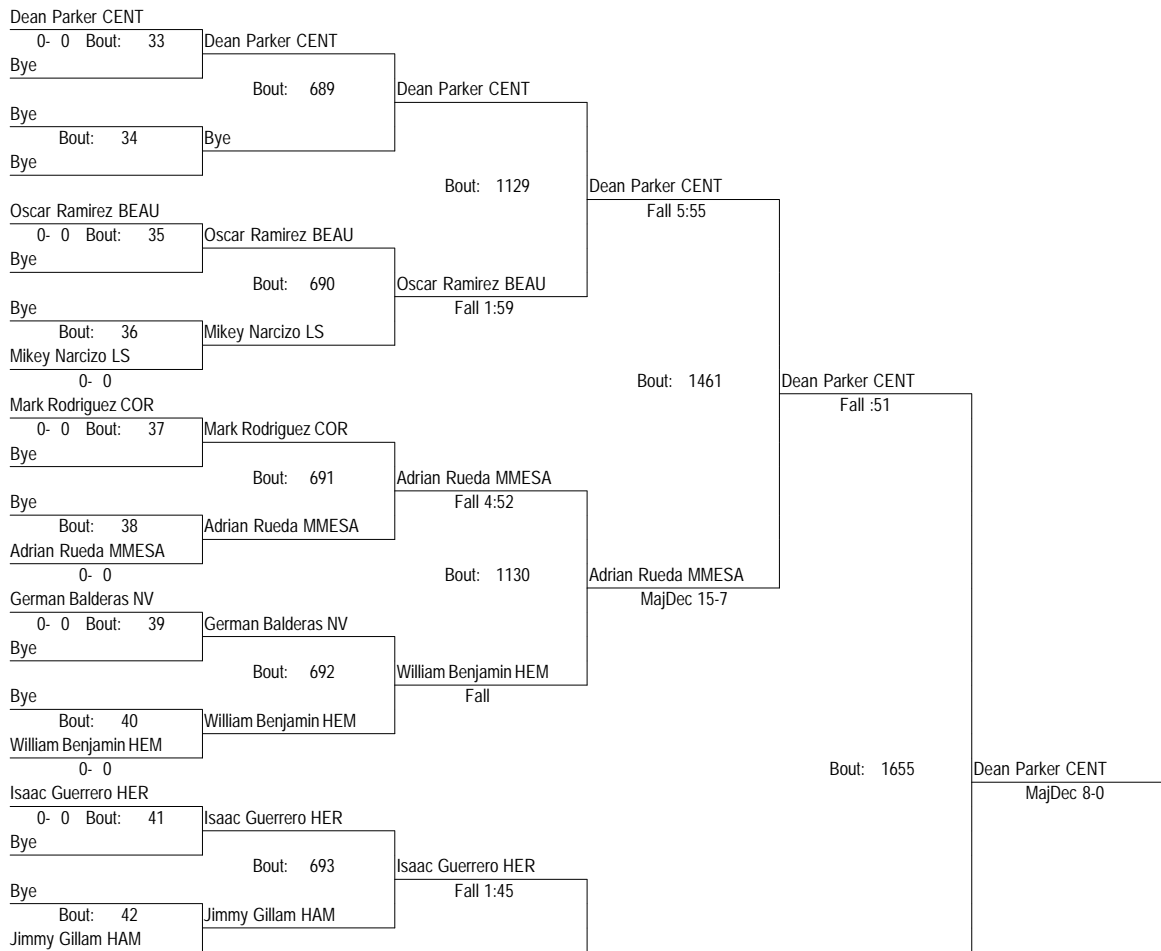 Dean Parker CENT
0- 0 Bout: 33
Dean Parker CENT
Bye
Bout: 689
Dean Parker CENT
Bye
Bout: 34
Bye
Bye
Bout: 1129
Dean Parker CENT
Fall 5:55
Oscar Ramirez BEAU
0- 0 Bout: 35
Oscar Ramirez BEAU
Bye
Bout: 690
Oscar Ramirez BEAU
Fall 1:59
Bye
Bout: 36
Mikey Narcizo LS
Mikey Narcizo LS
0- 0
Bout: 1461
Dean Parker CENT
Fall :51
Mark Rodriguez COR
0- 0 Bout: 37
Mark Rodriguez COR
Bye
Bout: 691
Adrian Rueda MMESA
Fall 4:52
Bye
Bout: 38
Adrian Rueda MMESA
Adrian Rueda MMESA
0- 0
Bout: 1130
Adrian Rueda MMESA
MajDec 15-7
German Balderas NV
0- 0 Bout: 39
German Balderas NV
Bye
Bout: 692
William Benjamin HEM
Fall
Bye
Bout: 40
William Benjamin HEM
William Benjamin HEM
0- 0
Bout: 1655
Dean Parker CENT
MajDec 8-0
Isaac Guerrero HER
0- 0 Bout: 41
Isaac Guerrero HER
Bye
Bout: 693
Isaac Guerrero HER
Fall 1:45
Bye
Bout: 42
Jimmy Gillam HAM
Jimmy Gillam HAM